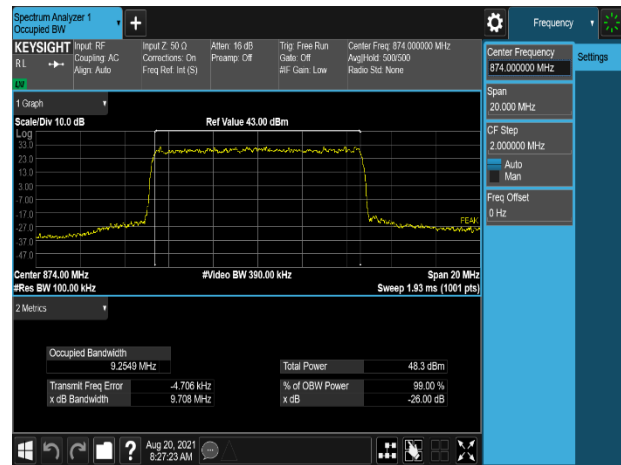 Spectrum Analyzer 1
Occupied BW
+
Frequency
KEYSIGHT Input: RF Input Z: 50 Ω Atten: 16 dB Trig: Free Run Center Freq: 874.000000 MHz
R L Coupling: AC Corrections: On Preamp: Off Gate: Off Avg|Hold: 500/500
Align: Auto Freq Ref: Int (S) #IF Gain: Low Radio Std: None
Center Frequency
874.000000 MHz
Settings
Span
20.000 MHz
CF Step
2.000000 MHz
Auto
Man
Freq Offset
0 Hz
1 Graph
Scale/Div 10.0 dB Ref Value 43.00 dBm
Log
33.0
23.0
13.0
3.00
-7.00
-17.0
-27.0
-37.0
-47.0
PEAK
Center 874.00 MHz #Video BW 390.00 kHz Span 20 MHz
#Res BW 100.00 kHz Sweep 1.93 ms (1001 pts)
2 Metrics
Occupied Bandwidth
9.2549 MHz Total Power 48.3 dBm
Transmit Freq Error -4.706 kHz % of OBW Power 99.00 %
x dB Bandwidth 9.708 MHz x dB -26.00 dB
? Aug 20, 2021
8:27:23 AM